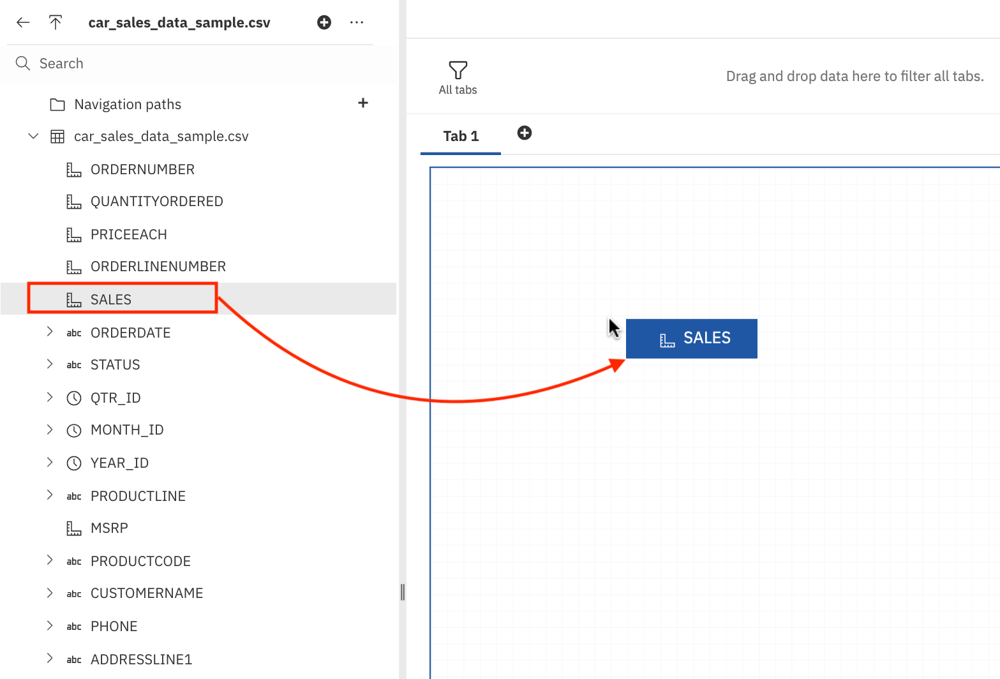 car_sales_data_sample.csv
Search
Navigation paths
car_sales_data_sample.csv
ORDERNUMBER
QUANTITYORDERED
PRICEEACH
ORDERLINENUMBER
SALES
abc ORDERDATE
abc STATUS
QTR_ID
MONTH_ID
YEAR_ID
abc PRODUCTLINE
MSRP
abc PRODUCTCODE
abc CUSTOMERNAME
abc PHONE
abc ADDRESSLINE1
All tabs
Drag and drop data here to filter all tabs.
Tab 1
SALES